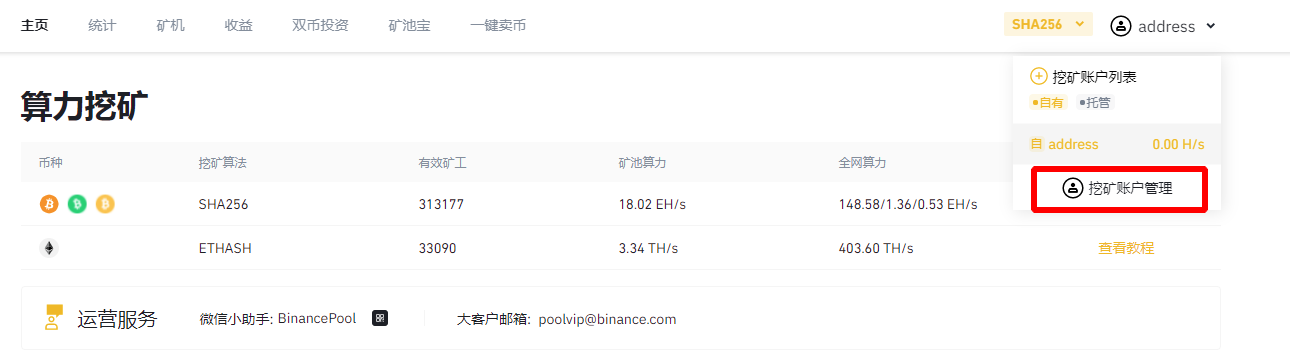 主页 统计 矿机 收益 双币投资 矿池宝 一键卖币 SHA256 address
挖矿账户列表
自有 托管
自 address 0.00 H/s
挖矿账户管理
算力挖矿
币种 挖矿算法 有效矿工 矿池算力 全网算力
SHA256 313177 18.02 EH/s 148.58/1.36/0.53 EH/s
ETHASH 33090 3.34 TH/s 403.60 TH/s 查看教程
运营服务 微信小助手: BinancePool 大客户邮箱: poolvip@binance.com